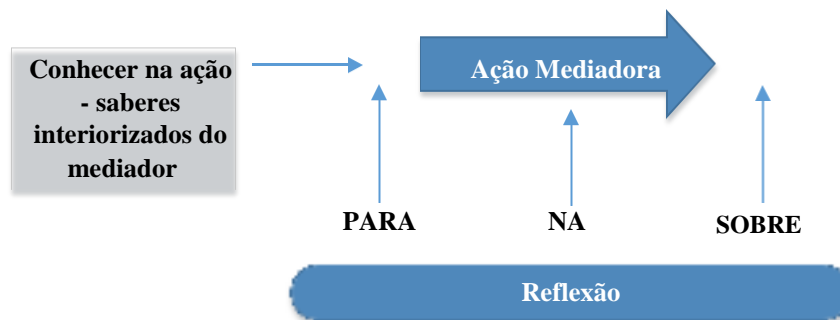 Conhecer na ação
- saberes
interiorizados do
mediador
Ação Mediadora
PARA
NA
SOBRE
Reflexão